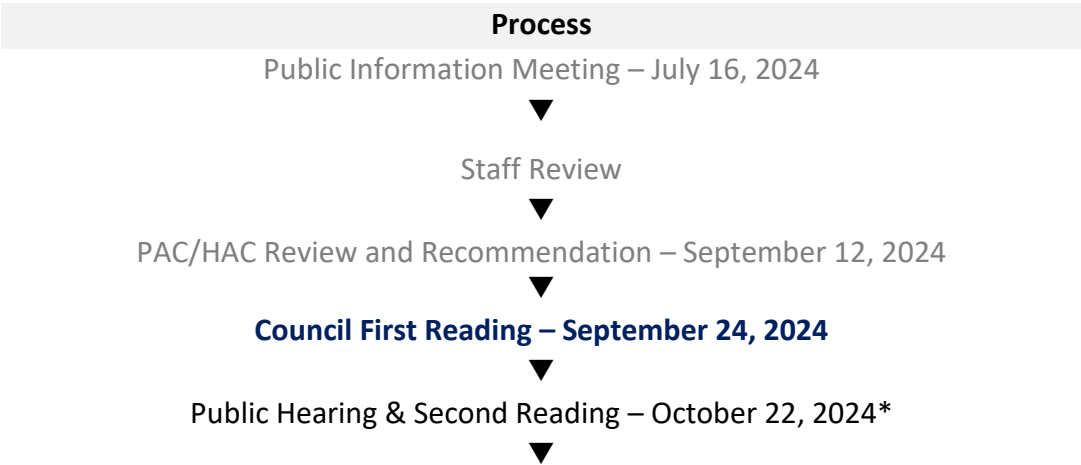 Process
Public Information Meeting – July 16, 2024
▼
Staff Review
▼
PAC/HAC Review and Recommendation – September 12, 2024
▼
Council First Reading – September 24, 2024
▼
Public Hearing & Second Reading – October 22, 2024*
▼